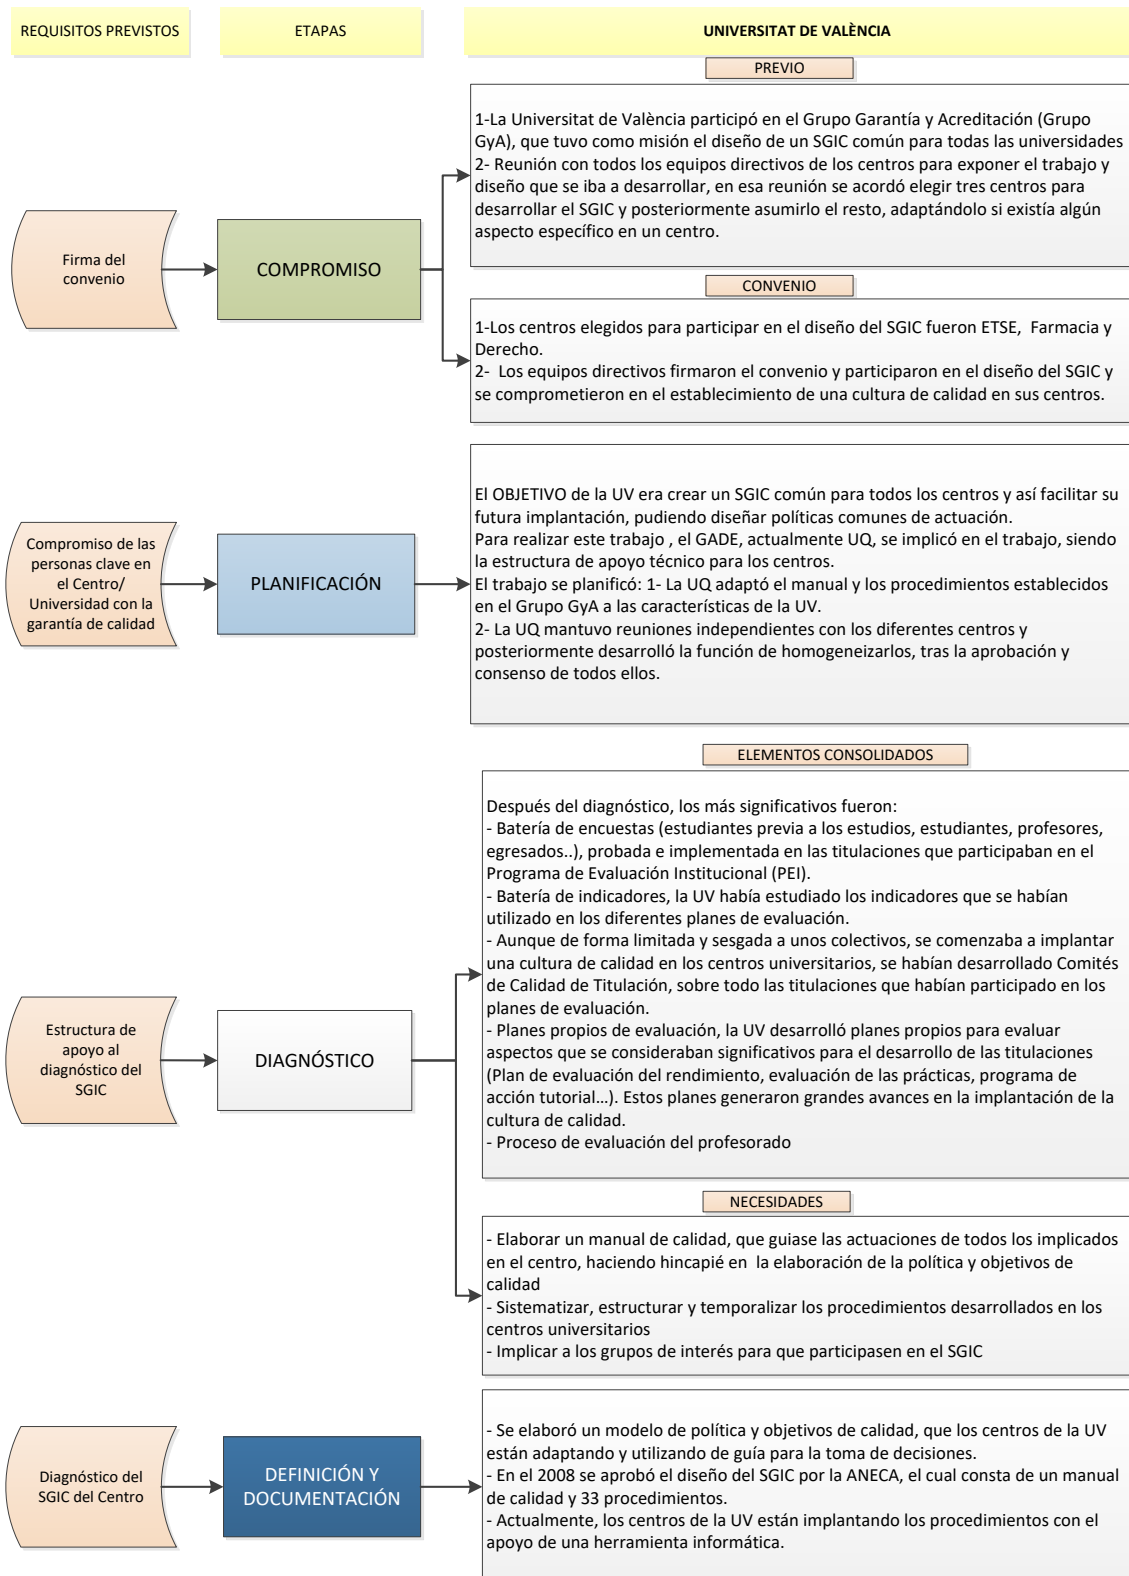 REQUISITOS PREVISTOS
ETAPAS
UNIVERSITAT DE VALÈNCIA
PREVIO
1-La Universitat de València participó en el Grupo Garantía y Acreditación (Grupo
GyA), que tuvo como misión el diseño de un SGIC común para todas las universidades
2- Reunión con todos los equipos directivos de los centros para exponer el trabajo y
diseño que se iba a desarrollar, en esa reunión se acordó elegir tres centros para
desarrollar el SGIC y posteriormente asumirlo el resto, adaptándolo si existía algún
aspecto específico en un centro.
Firma del
convenio
COMPROMISO
CONVENIO
1-Los centros elegidos para participar en el diseño del SGIC fueron ETSE, Farmacia y
Derecho.
2- Los equipos directivos firmaron el convenio y participaron en el diseño del SGIC y
se comprometieron en el establecimiento de una cultura de calidad en sus centros.
Compromiso de las
personas clave en
el Centro/
Universidad con la
garantía de calidad
PLANIFICACIÓN
El OBJETIVO de la UV era crear un SGIC común para todos los centros y así facilitar su
futura implantación, pudiendo diseñar políticas comunes de actuación.
Para realizar este trabajo , el GADE, actualmente UQ, se implicó en el trabajo, siendo
la estructura de apoyo técnico para los centros.
El trabajo se planificó: 1- La UQ adaptó el manual y los procedimientos establecidos
en el Grupo GyA a las características de la UV.
2- La UQ mantuvo reuniones independientes con los diferentes centros y
posteriormente desarrolló la función de homogeneizarlos, tras la aprobación y
consenso de todos ellos.
ELEMENTOS CONSOLIDADOS
Después del diagnóstico, los más significativos fueron:
- Batería de encuestas (estudiantes previa a los estudios, estudiantes, profesores,
egresados..), probada e implementada en las titulaciones que participaban en el
Programa de Evaluación Institucional (PEI).
- Batería de indicadores, la UV había estudiado los indicadores que se habían
utilizado en los diferentes planes de evaluación.
- Aunque de forma limitada y sesgada a unos colectivos, se comenzaba a implantar
una cultura de calidad en los centros universitarios, se habían desarrollado Comités
de Calidad de Titulación, sobre todo las titulaciones que habían participado en los
planes de evaluación.
- Planes propios de evaluación, la UV desarrolló planes propios para evaluar
aspectos que se consideraban significativos para el desarrollo de las titulaciones
(Plan de evaluación del rendimiento, evaluación de las prácticas, programa de
acción tutorial…). Estos planes generaron grandes avances en la implantación de la
cultura de calidad.
- Proceso de evaluación del profesorado
Estructura de
apoyo al
diagnóstico del
SGIC
DIAGNÓSTICO
NECESIDADES
- Elaborar un manual de calidad, que guiase las actuaciones de todos los implicados
en el centro, haciendo hincapié en la elaboración de la política y objetivos de
calidad
- Sistematizar, estructurar y temporalizar los procedimientos desarrollados en los
centros universitarios
- Implicar a los grupos de interés para que participasen en el SGIC
Diagnóstico del
SGIC del Centro
DEFINICIÓN Y
DOCUMENTACIÓN
- Se elaboró un modelo de política y objetivos de calidad, que los centros de la UV
están adaptando y utilizando de guía para la toma de decisiones.
- En el 2008 se aprobó el diseño del SGIC por la ANECA, el cual consta de un manual
de calidad y 33 procedimientos.
- Actualmente, los centros de la UV están implantando los procedimientos con el
apoyo de una herramienta informática.